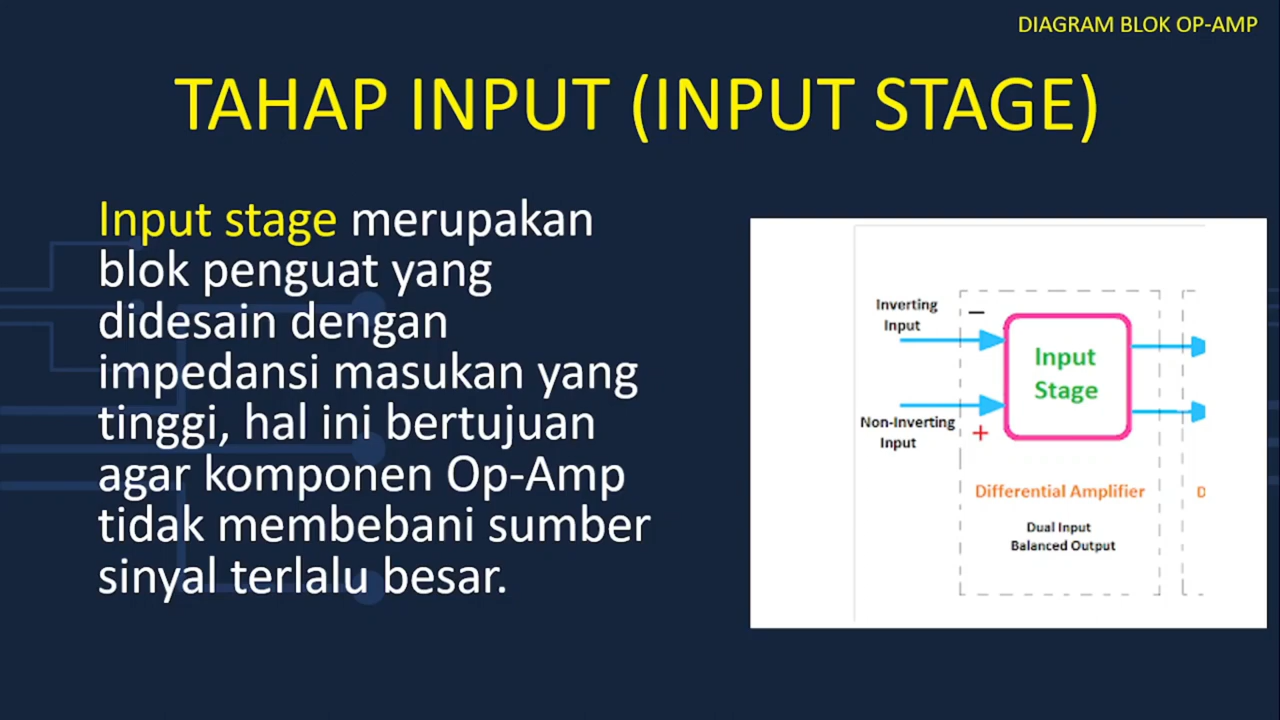 DIAGRAM BLOK OP-AMP
TAHAP INPUT (INPUT STAGE)
Input stage merupakan
blok penguat yang
didesain dengan
impedansi masukan yang
tinggi, hal ini bertujuan
agar komponen Op-Amp
tidak membebani sumber
sinyal terlalu besar.
Inverting
Input
−
Input
Stage
Non-Inverting
Input
+
Differential Amplifier
D
Dual Input
Balanced Output